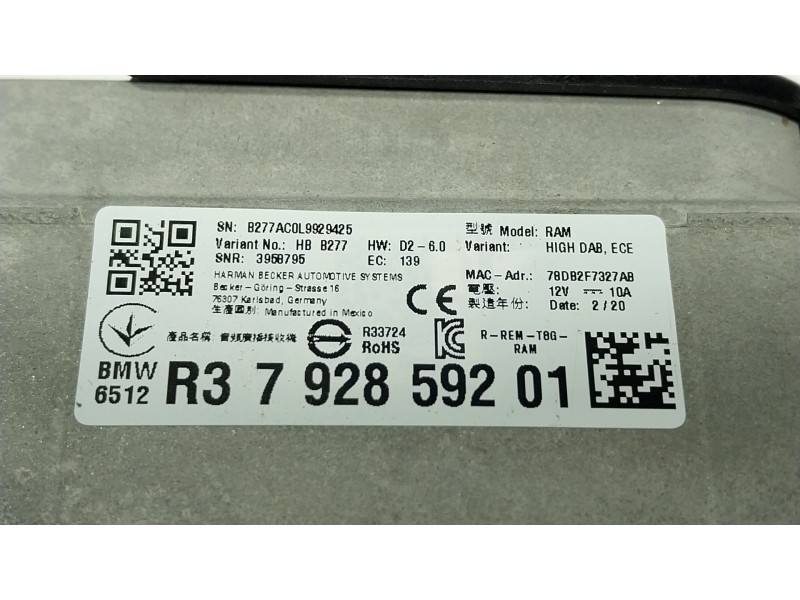 SN: B277AC0L9929425 型號 Model: RAM
Variant No.: HB B277 HW: D2-6.0 Variant: HIGH DAB, ECE
SNR: 3958795 EC: 139
HARMAN BECKER AUTOMOTIVE SYSTEMS MAC-Adr.: 78DB2F7327AB
Becker-Göring-Strasse 16 電壓: 12V 10A
76307 Karlsbad, Germany 製造年份: Date: 2/20
生產國別: Manufactured in Mexico CE
產品名稱: 音頻廣播接收機 R33724 RoHS R-REM-T8G-RAM
BMW
6512 R3 7 928 592 01